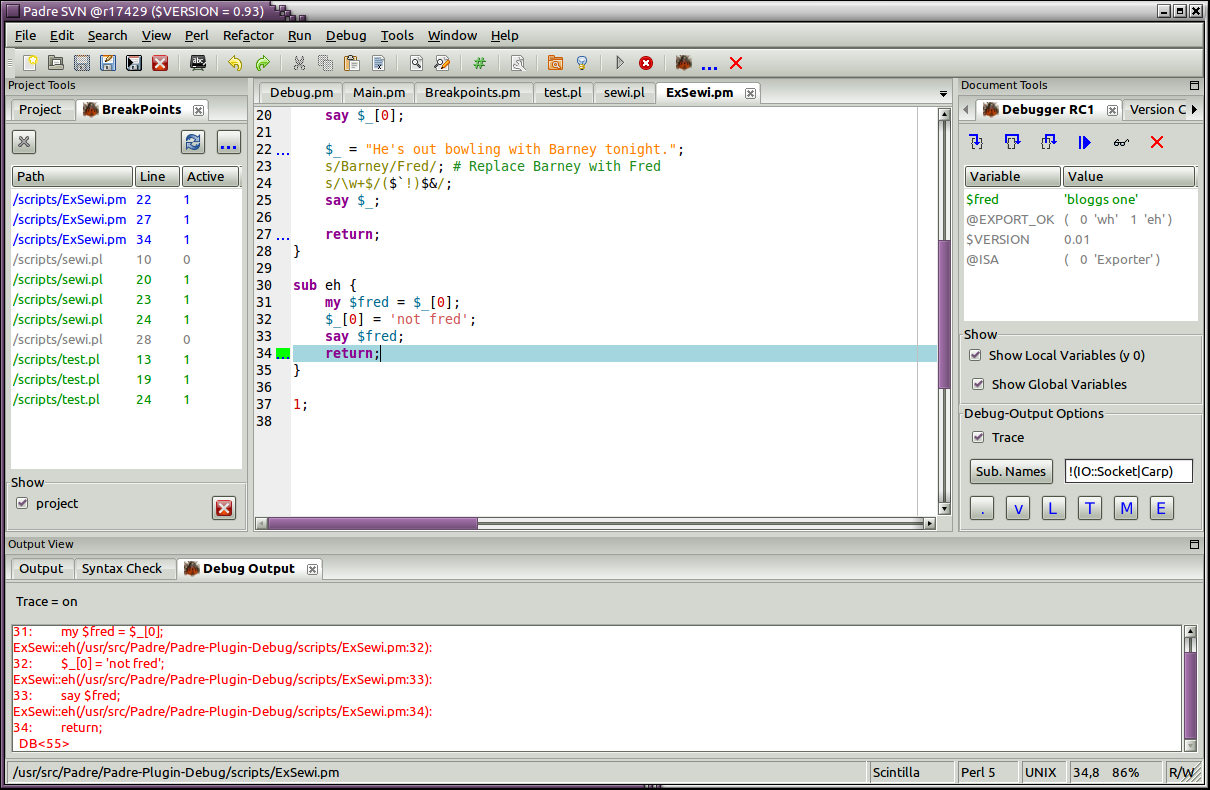 Padre SVN @r17429 ($VERSION = 0.93)
File Edit Search View Perl Refactor Run Debug Tools Window Help
Project Tools
Project BreakPoints
...
Path Line Active
/scripts/ExSewi.pm 22 1
/scripts/ExSewi.pm 27 1
/scripts/ExSewi.pm 34 1
/scripts/sewi.pl 10 0
/scripts/sewi.pl 20 1
/scripts/sewi.pl 23 1
/scripts/sewi.pl 24 1
/scripts/sewi.pl 28 0
/scripts/test.pl 13 1
/scripts/test.pl 19 1
/scripts/test.pl 24 1
Show
project
Debug.pm Main.pm Breakpoints.pm test.pl sewi.pl ExSewi.pm
20 say $_[0];
21
22 ... $_ = "He's out bowling with Barney tonight.";
23 s/Barney/Fred/; # Replace Barney with Fred
24 s/\w+$/($`!)$&/;
25 say $_;
26
27 ... return;
28 }
29
30 sub eh {
31 my $fred = $_[0];
32 $_[0] = 'not fred';
33 say $fred;
34 ... return;
35 }
36
37 1;
38
Document Tools
Debugger RC1 Version C
Variable Value
$fred 'bloggs one'
@EXPORT_OK ( 0 'wh' 1 'eh' )
$VERSION 0.01
@ISA ( 0 'Exporter' )
Show
Show Local Variables (y 0)
Show Global Variables
Debug-Output Options
Trace
Sub. Names !(IO::Socket|Carp)
. v L T M E
Output View
Output Syntax Check Debug Output
Trace = on
31: my $fred = $_[0];
ExSewi::eh(/usr/src/Padre/Padre-Plugin-Debug/scripts/ExSewi.pm:32):
32: $_[0] = 'not fred';
ExSewi::eh(/usr/src/Padre/Padre-Plugin-Debug/scripts/ExSewi.pm:33):
33: say $fred;
ExSewi::eh(/usr/src/Padre/Padre-Plugin-Debug/scripts/ExSewi.pm:34):
34: return;
DB<55>
/usr/src/Padre/Padre-Plugin-Debug/scripts/ExSewi.pm Scintilla Perl 5 UNIX 34,8 86% R/W